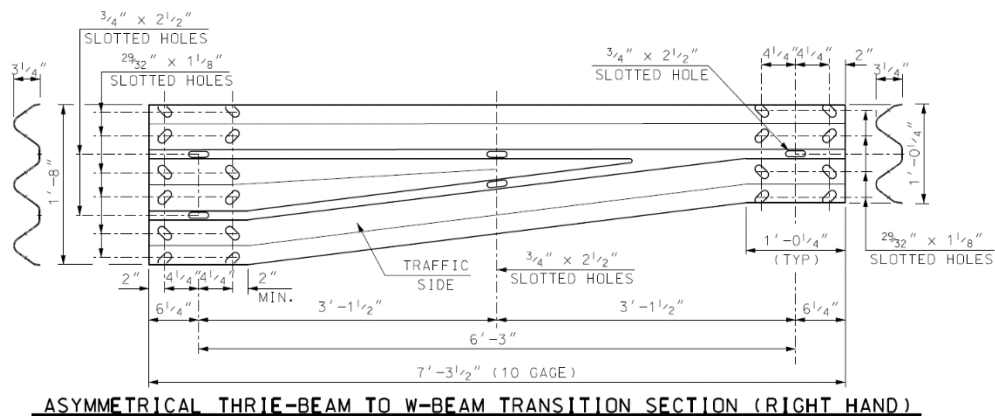 3/4" x 2 1/2"
SLOTTED HOLES
29/32" x 1 1/8"
SLOTTED HOLES
3 1/4"
1'-8"
3/4" x 2 1/2"
SLOTTED HOLE
4 1/4" 4 1/4"
2"
3 1/4"
1'-0 1/4"
29/32" x 1 1/8"
SLOTTED HOLES
1'-0 1/4"
(TYP)
TRAFFIC
SIDE
3/4" x 2 1/2"
SLOTTED HOLES
2"
4 1/4" 4 1/4"
2"
MIN.
6 1/4"
3'-1 1/2"
3'-1 1/2"
6 1/4"
6'-3"
7'-3 1/2" (10 GAGE)
ASYMMETRICAL THRIE-BEAM TO W-BEAM TRANSITION SECTION (RIGHT HAND)